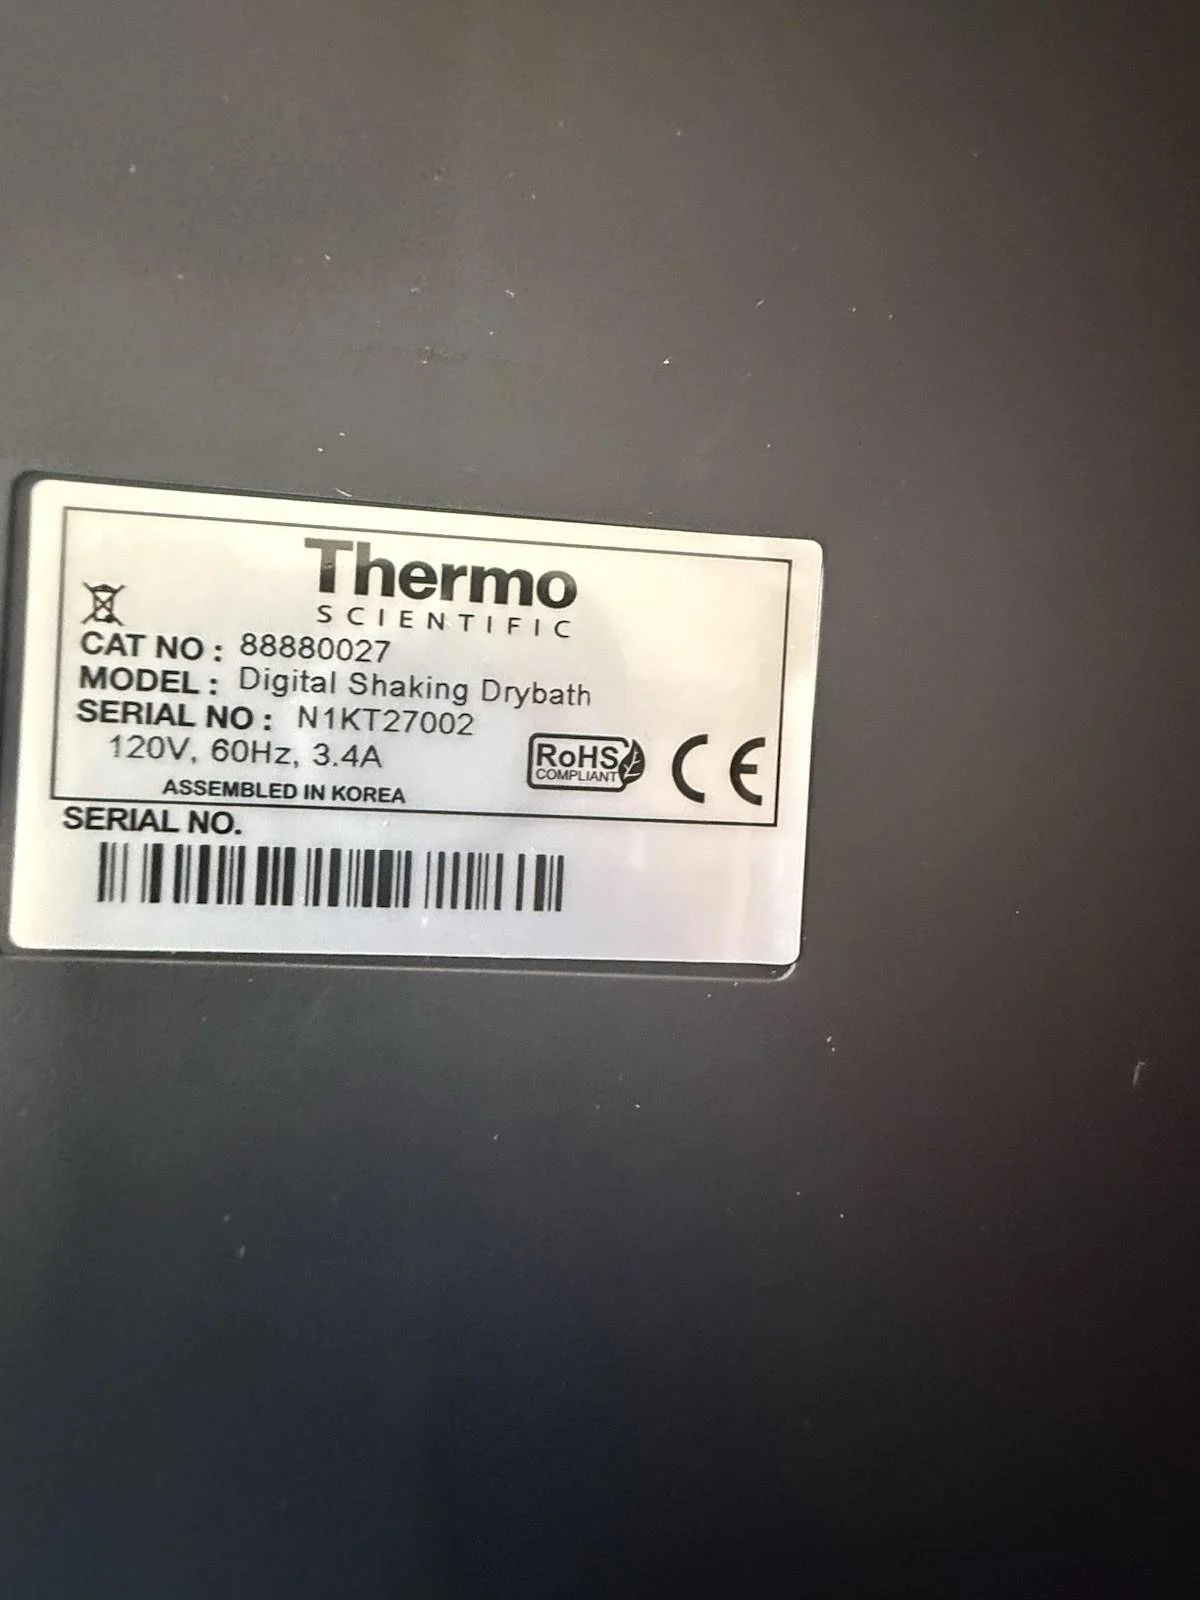 Thermo
SCIENTIFIC
CAT NO : 88880027
MODEL : Digital Shaking Drybath
SERIAL NO : N1KT27002
120V, 60Hz, 3.4A
RoHS
COMPLIANT
CE
ASSEMBLED IN KOREA
SERIAL NO.